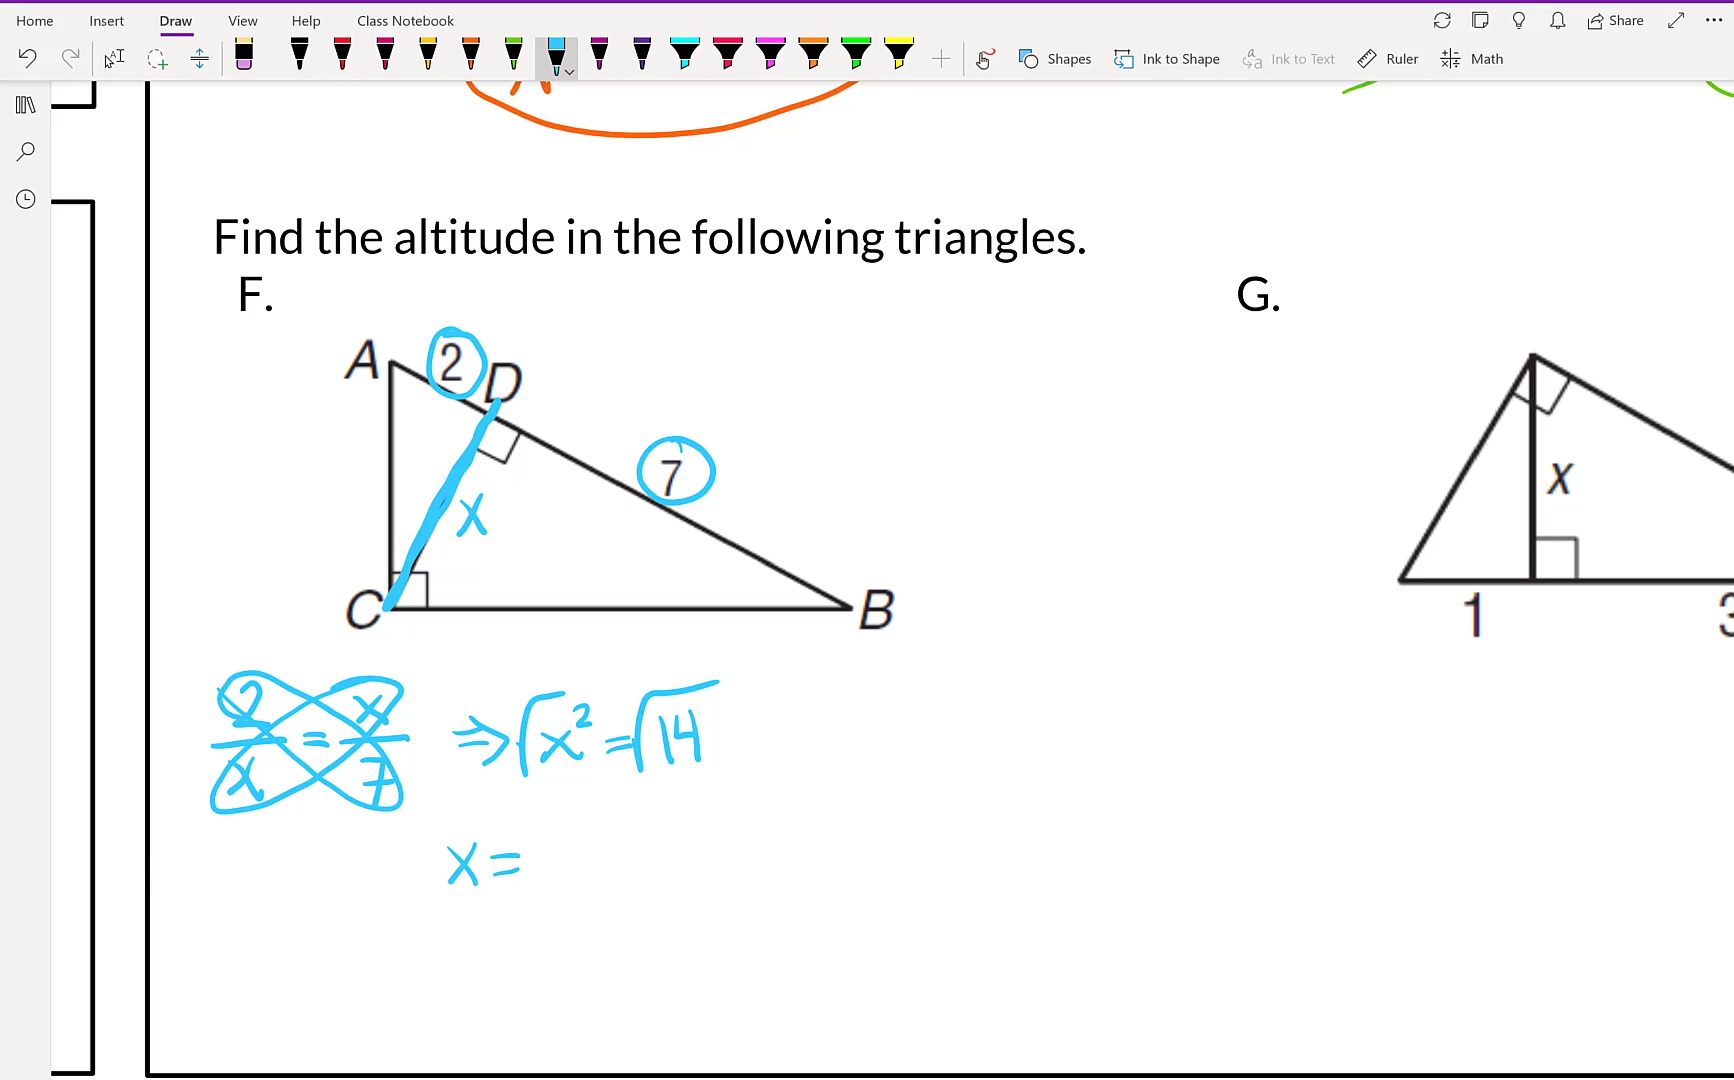 Home Insert Draw View Help Class Notebook Share
Shapes Ink to Shape Ink to Text Ruler Math
Find the altitude in the following triangles.
F.
G.
A 2 D
7
x
C B
x
1 3
2/x = x/7 ⇒ √x² = √14
x =